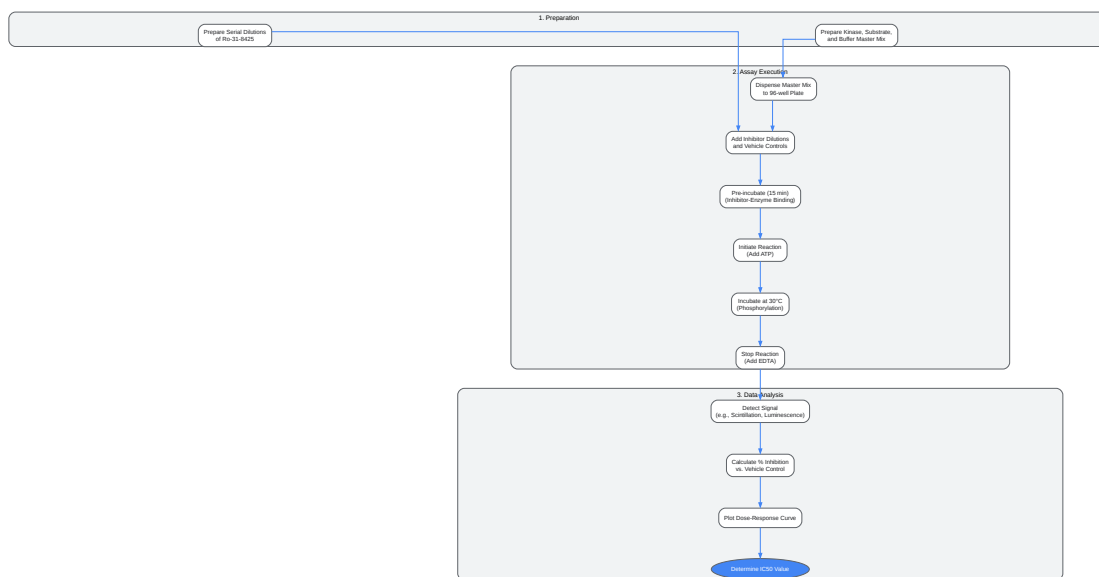 1. Preparation
Prepare Serial Dilutions
of Ro-31-8425
Prepare Kinase, Substrate,
and Buffer Master Mix
2. Assay Execution
Dispense Master Mix
to 96-well Plate
Add Inhibitor Dilutions
and Vehicle Controls
Pre-incubate (15 min)
(Inhibitor-Enzyme Binding)
Initiate Reaction
(Add ATP)
Incubate at 30°C
(Phosphorylation)
Stop Reaction
(Add EDTA)
3. Data Analysis
Detect Signal
(e.g., Scintillation, Luminescence)
Calculate % Inhibition
vs. Vehicle Control
Plot Dose-Response Curve
Determine IC50 Value